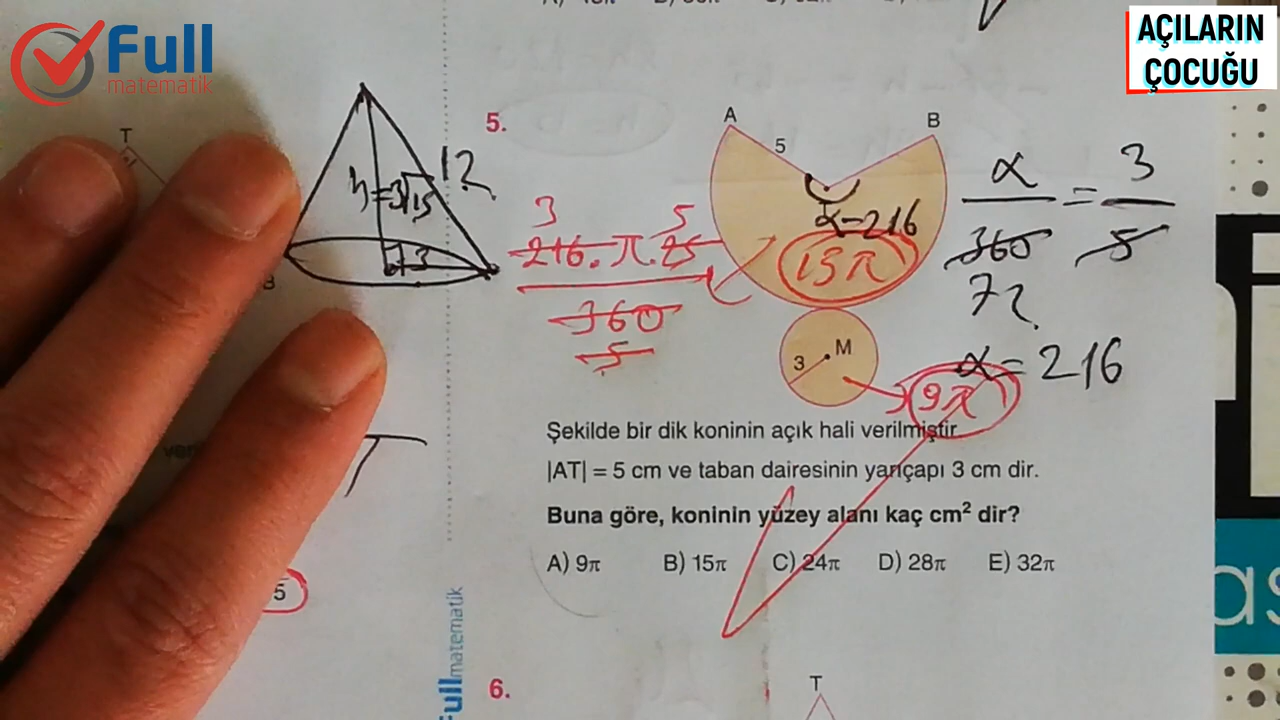 Full
matematik
AÇILARIN
ÇOCUĞU
T
h=3√15
12
3
B
5
5.
A
B
5
T
α=216
15π
3 5
216.π.25
360
5
α/360 = 3/5
72
α=216
3
M
9π
Şekilde bir dik koninin açık hali verilmiştir.
|AT| = 5 cm ve taban dairesinin yarıçapı 3 cm dir.
Buna göre, koninin yüzey alanı kaç cm² dir?
A) 9π B) 15π C) 24π D) 28π E) 32π
Fullmatematik
6.
T
as